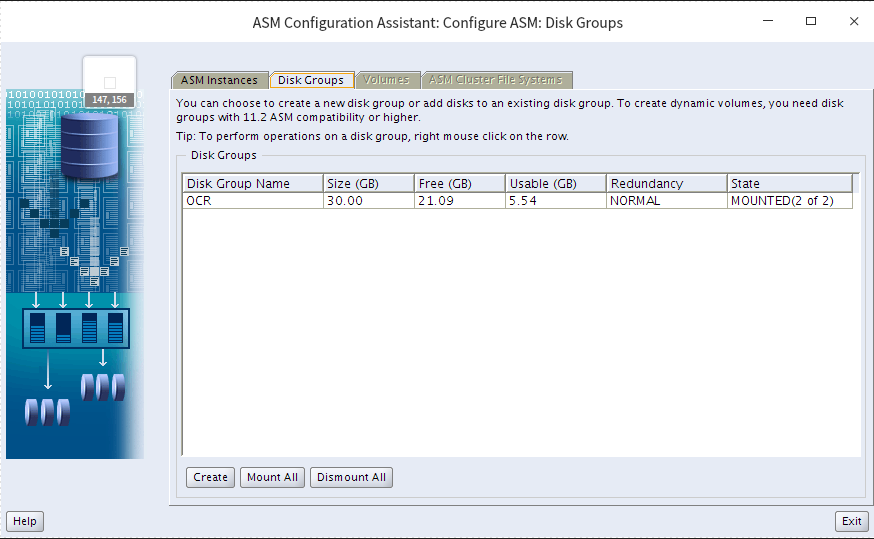 ASM Configuration Assistant: Configure ASM: Disk Groups
147, 156
ASM Instances
Disk Groups
Volumes
ASM Cluster File Systems
You can choose to create a new disk group or add disks to an existing disk group. To create dynamic volumes, you need disk
groups with 11.2 ASM compatibility or higher.
Tip: To perform operations on a disk group, right mouse click on the row.
Disk Groups
Disk Group Name Size (GB) Free (GB) Usable (GB) Redundancy State
OCR 30.00 21.09 5.54 NORMAL MOUNTED(2 of 2)
Create Mount All Dismount All
Help Exit